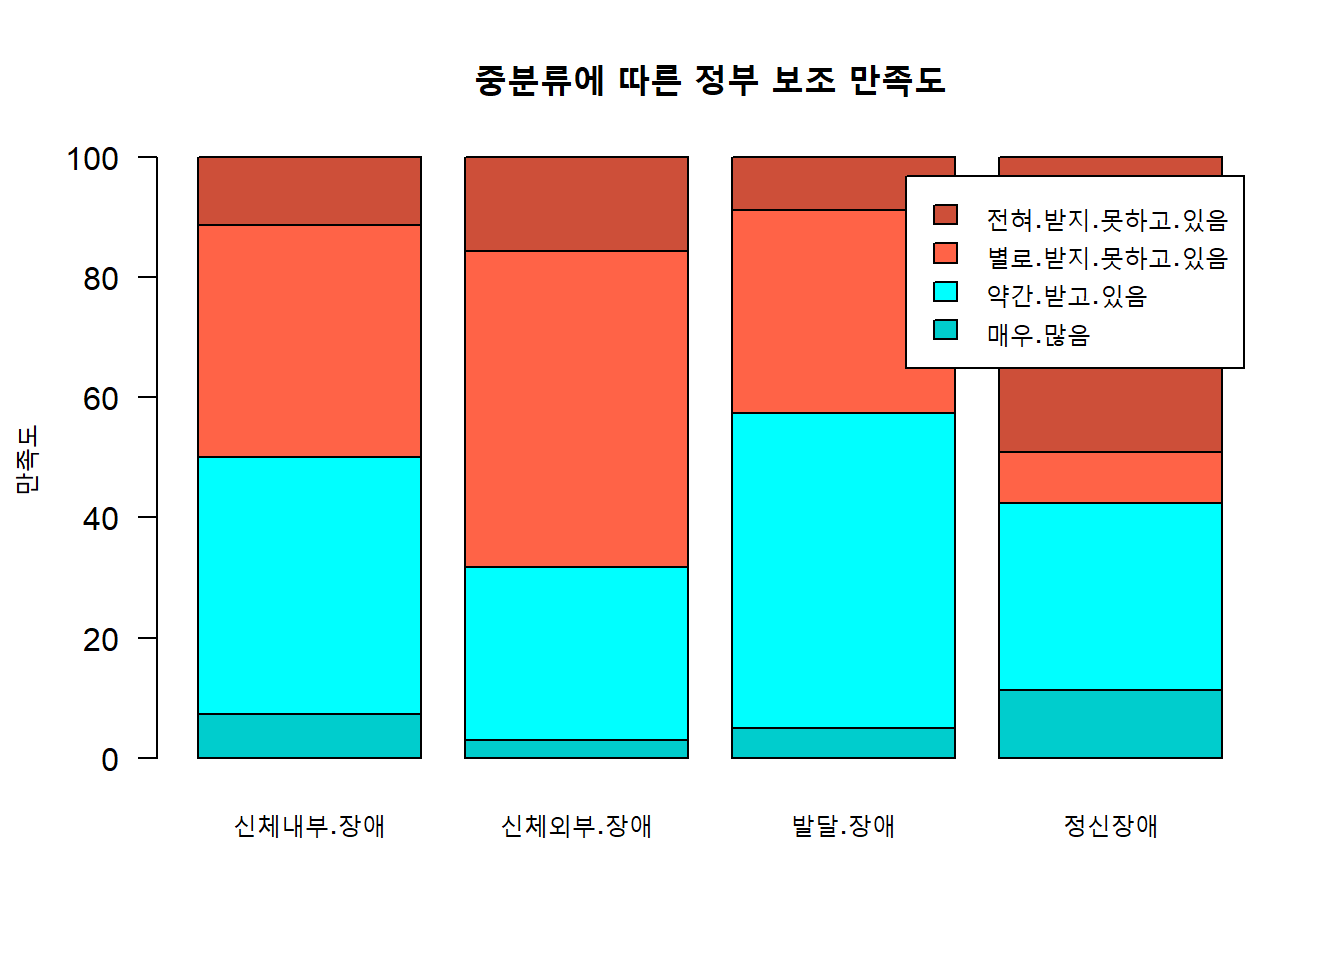 중분류에 따른 정부 보조 만족도
100
80
60
40
20
0
만족도
전혀.받지.못하고.있음
별로.받지.못하고.있음
약간.받고.있음
매우.많음
신체내부.장애
신체외부.장애
발달.장애
정신장애